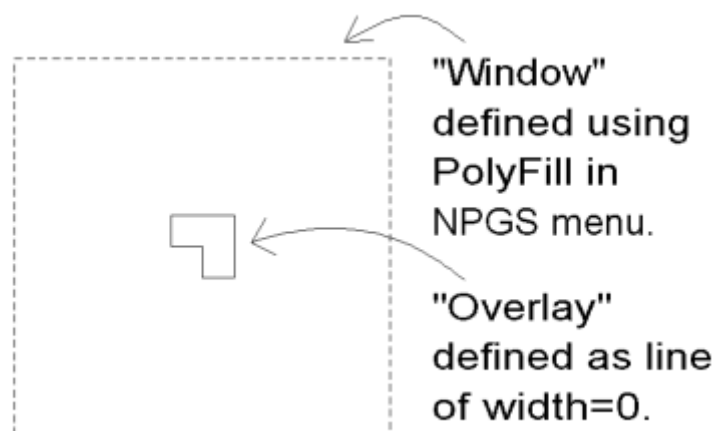 "Window"
defined using
PolyFill in
NPGS menu.
"Overlay"
defined as line
of width=0.